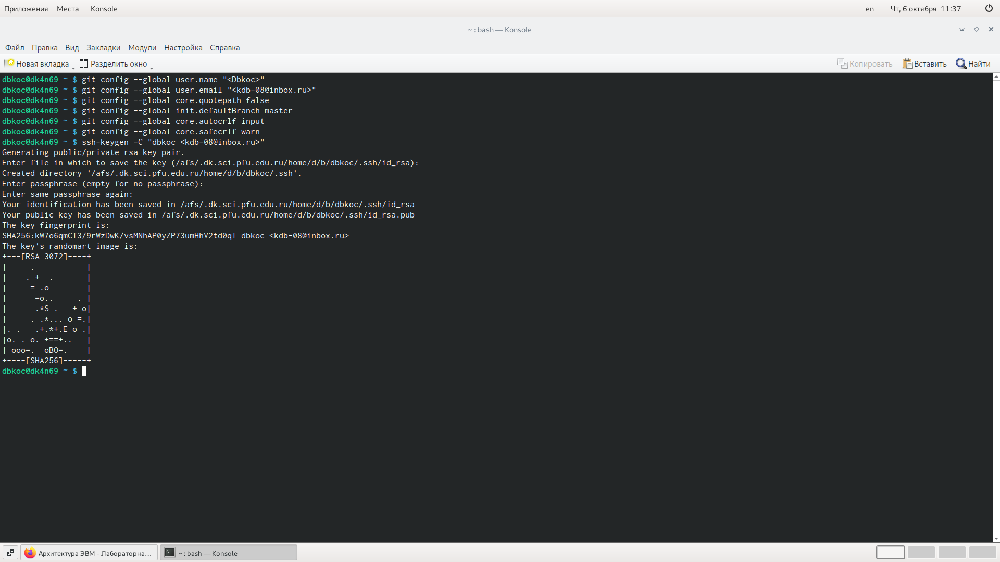 Приложения Места Konsole en Чт, 6 октября 11:37
~ : bash — Konsole
Файл Правка Вид Закладки Модули Настройка Справка
Новая вкладка Разделить окно Копировать Вставить Найти
dbkoc@dk4n69 ~ $ git config --global user.name "<Dbkoc>"
dbkoc@dk4n69 ~ $ git config --global user.email "<kdb-08@inbox.ru>"
dbkoc@dk4n69 ~ $ git config --global core.quotepath false
dbkoc@dk4n69 ~ $ git config --global init.defaultBranch master
dbkoc@dk4n69 ~ $ git config --global core.autocrlf input
dbkoc@dk4n69 ~ $ git config --global core.safecrlf warn
dbkoc@dk4n69 ~ $ ssh-keygen -C "dbkoc <kdb-08@inbox.ru>"
Generating public/private rsa key pair.
Enter file in which to save the key (/afs/.dk.sci.pfu.edu.ru/home/d/b/dbkoc/.ssh/id_rsa):
Created directory '/afs/.dk.sci.pfu.edu.ru/home/d/b/dbkoc/.ssh'.
Enter passphrase (empty for no passphrase):
Enter same passphrase again:
Your identification has been saved in /afs/.dk.sci.pfu.edu.ru/home/d/b/dbkoc/.ssh/id_rsa
Your public key has been saved in /afs/.dk.sci.pfu.edu.ru/home/d/b/dbkoc/.ssh/id_rsa.pub
The key fingerprint is:
SHA256:kW7o6qmCT3/9rWzDwK/vsMNhAP0yZP73umHhV2td0qI dbkoc <kdb-08@inbox.ru>
The key's randomart image is:
+---[RSA 3072]----+
|     .           |
|    . +  .       |
|     = .o        |
|      =o..     . |
|      .*S .   + o|
|     . .*... o =.|
|. .   .+.*+.E o .|
|o. . o. +==+..   |
| ooo=.  oBO=.    |
+----[SHA256]-----+
dbkoc@dk4n69 ~ $
Архитектура ЭВМ - Лабораторна... ~ : bash — Konsole